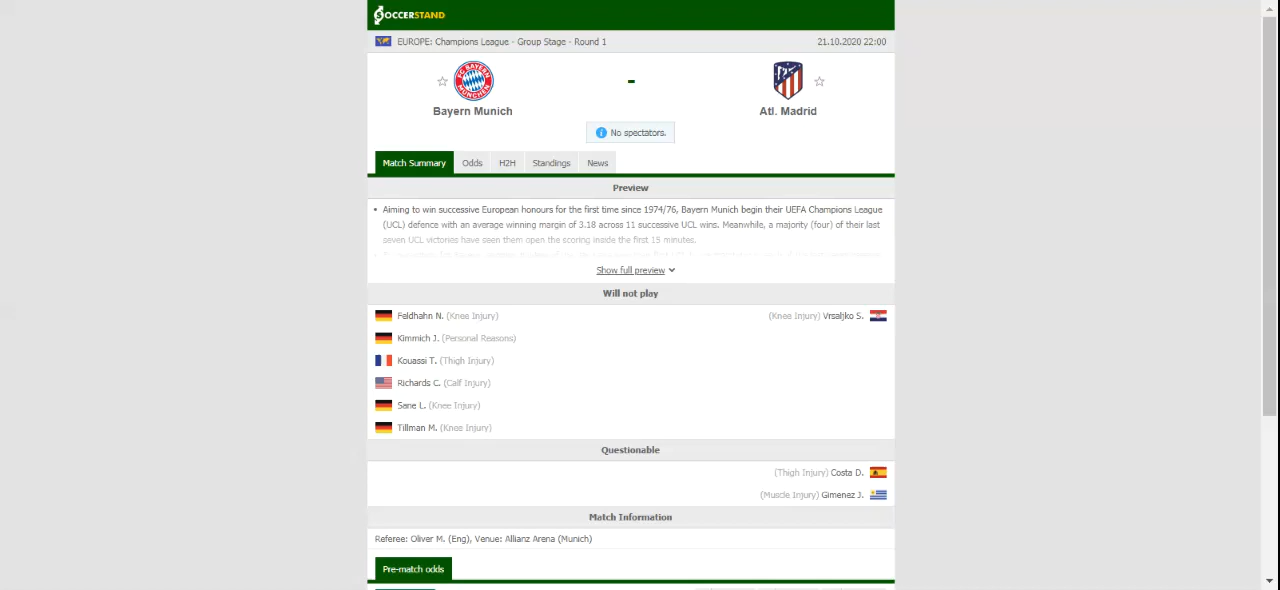 SOCCERSTAND
EUROPE: Champions League - Group Stage - Round 1 21.10.2020 22:00
FC BAYERN MÜNCHEN
-
Bayern Munich Atl. Madrid
No spectators.
Match Summary Odds H2H Standings News
Preview
• Aiming to win successive European honours for the first time since 1974/76, Bayern Munich begin their UEFA Champions League
(UCL) defence with an average winning margin of 3.18 across 11 successive UCL wins. Meanwhile, a majority (four) of their last
seven UCL victories have seen them open the scoring inside the first 15 minutes.
Show full preview
Will not play
Feldhahn N. (Knee Injury) (Knee Injury) Vrsaljko S.
Kimmich J. (Personal Reasons)
Kouassi T. (Thigh Injury)
Richards C. (Calf Injury)
Sane L. (Knee Injury)
Tillman M. (Knee Injury)
Questionable
(Thigh Injury) Costa D.
(Muscle Injury) Gimenez J.
Match Information
Referee: Oliver M. (Eng), Venue: Allianz Arena (Munich)
Pre-match odds